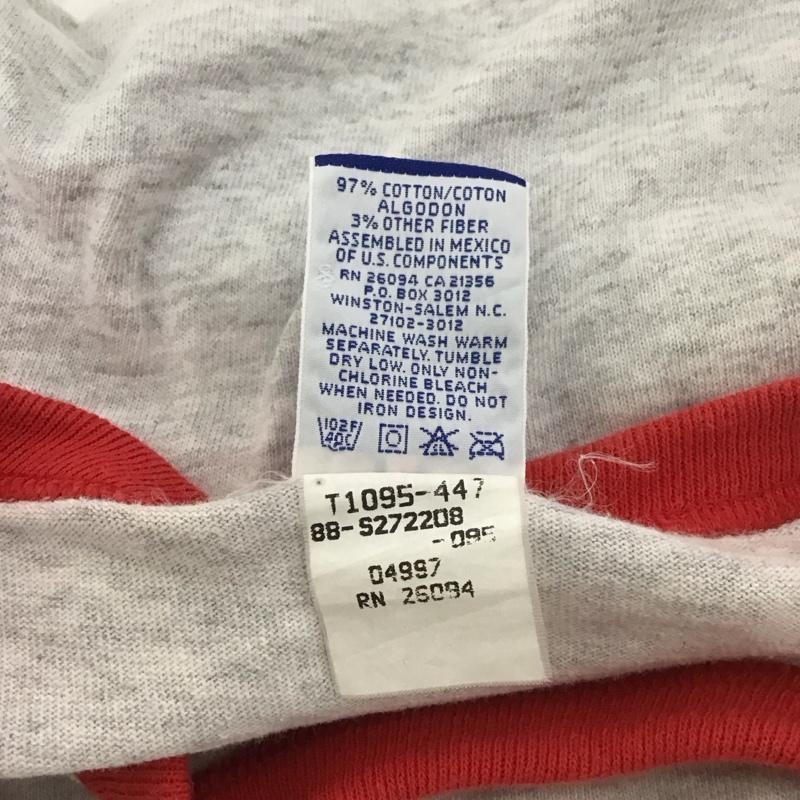 97% COTTON/COTON
ALGODON
3% OTHER FIBER
ASSEMBLED IN MEXICO
OF U.S. COMPONENTS
RN 26094 CA 21356
P.O. BOX 3012
WINSTON-SALEM N.C.
27102-3012
MACHINE WASH WARM
SEPARATELY. TUMBLE
DRY LOW. ONLY NON-
CHLORINE BLEACH
WHEN NEEDED. DO NOT
IRON DESIGN.
102F
40C CL
T1095-447
88-S272208
-095
04997
RN 26094